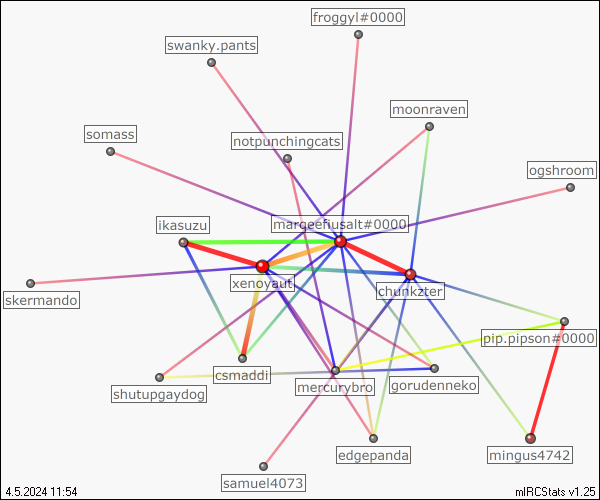 froggyl#0000
swanky.pants
moonraven
somass
notpunchingcats
ogshroom
ikasuzu
margeefiusalt#0000
xenoyaut
chunkzter
skermando
pip.pipson#0000
csmaddi
mercurybro
gorudenneko
shutupgaydog
edgepanda
mingus4742
samuel4073
4.5.2024 11:54
mIRCStats v1.25